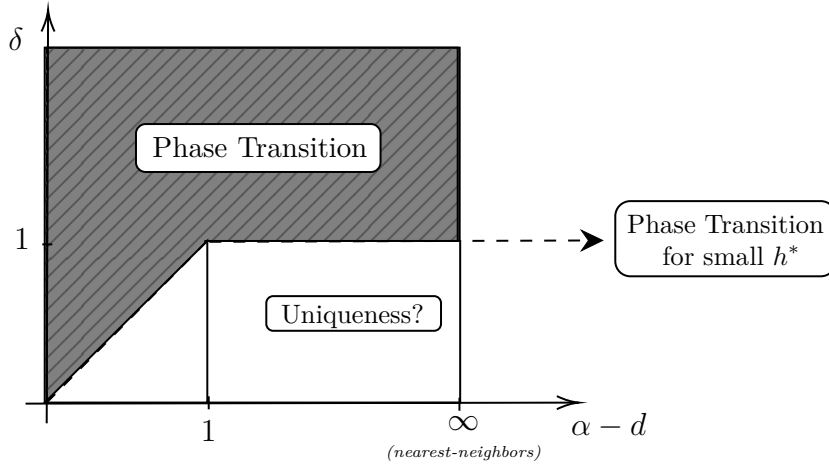 δ
Phase Transition
1
Phase Transition
for small h*
Uniqueness?
1
∞
α − d
(nearest-neighbors)